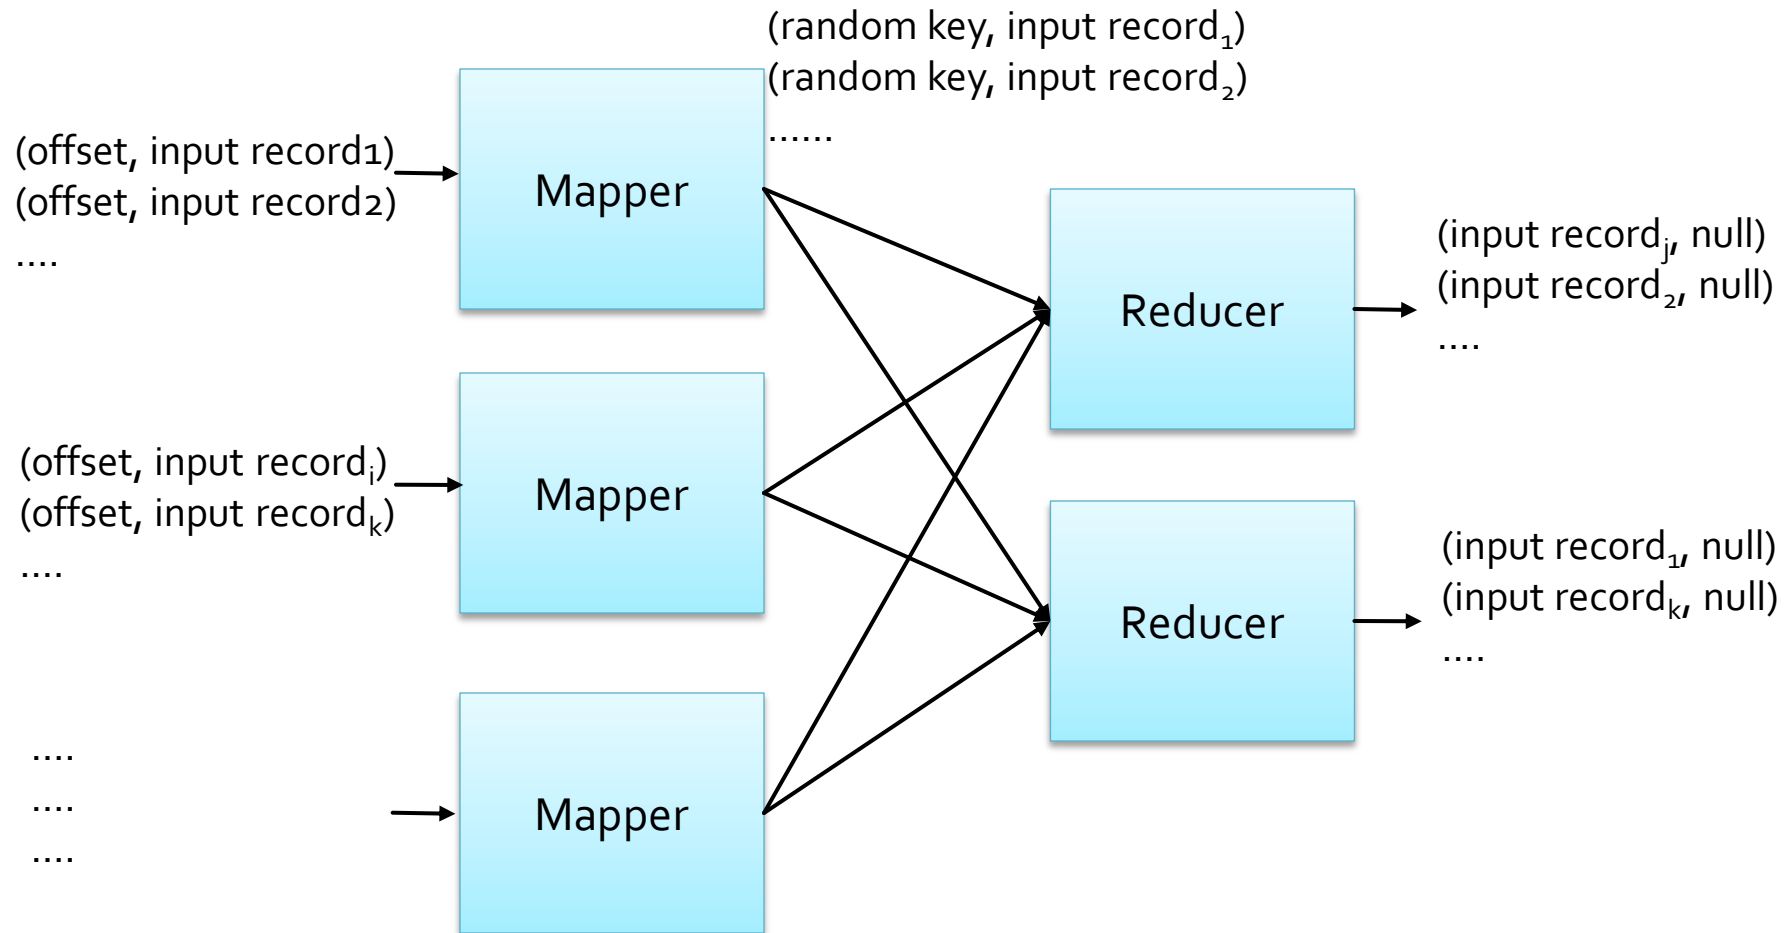 (random key, input record₁)
(random key, input record₂)
......
(offset, input record1)
(offset, input record2)
....
Mapper
Reducer
(input recordⱼ, null)
(input record₂, null)
....
(offset, input recordᵢ)
(offset, input recordₖ)
....
Mapper
Reducer
(input record₁, null)
(input recordₖ, null)
....
....
....
....
Mapper